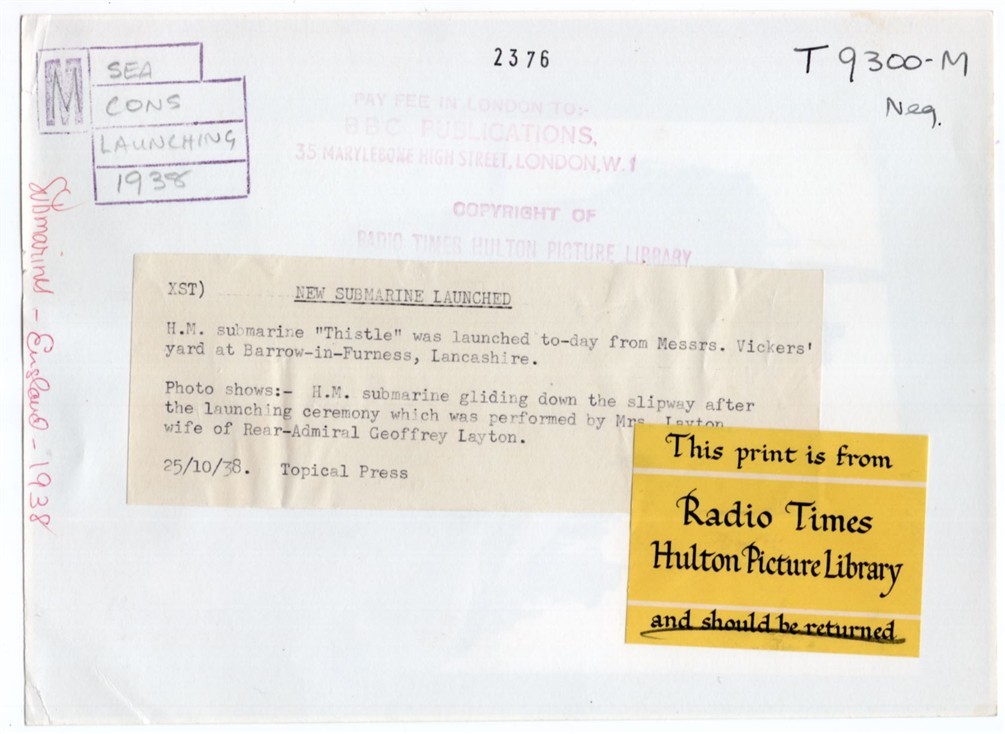 2376
T9300-M
Neg.
M
SEA
CONS
LAUNCHING
1938
PAY FEE IN LONDON TO:-
BBC PUBLICATIONS,
35 MARYLEBONE HIGH STREET, LONDON, W.1
COPYRIGHT OF
RADIO TIMES HULTON PICTURE LIBRARY
Submarines - England - 1938
XST) NEW SUBMARINE LAUNCHED
H.M. submarine "Thistle" was launched to-day from Messrs. Vickers'
yard at Barrow-in-Furness, Lancashire.
Photo shows:- H.M. submarine gliding down the slipway after
the launching ceremony which was performed by Mrs. Layton
wife of Rear-Admiral Geoffrey Layton.
25/10/38. Topical Press
This print is from
Radio Times
Hulton Picture Library
and should be returned